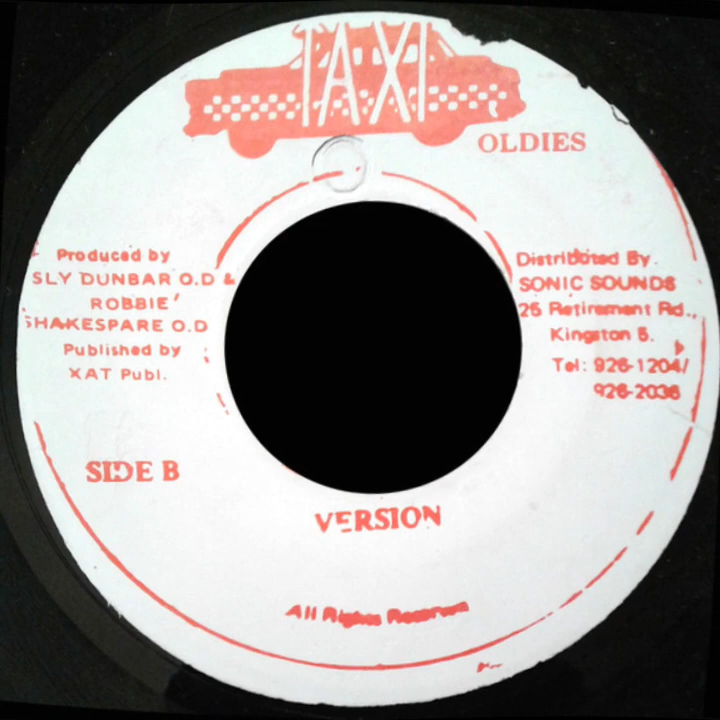 TAXI
OLDIES
Produced by
SLY DUNBAR O.D &
ROBBIE
SHAKESPARE O.D
Published by
XAT Publ.
Distributed By
SONIC SOUNDS
25 Retirement Rd.,
Kingston 5.
Tel: 926-1204/
926-2036
SIDE B
VERSION
All Rights Reserved